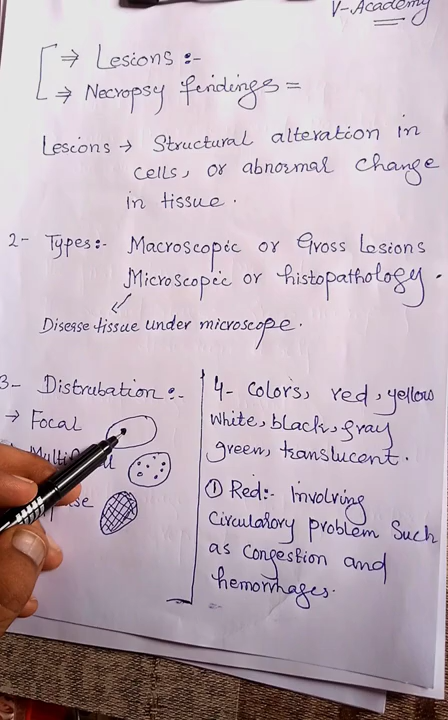 V-Academy
⇒ Lesions :-
⇒ Necropsy findings =
Lesions → Structural alteration in
cells, or abnormal change
in tissue.
2- Types:- Macroscopic or Gross Lesions
Microscopic or histopathology.
Disease tissue under microscope.
3- Distrubation :-
→ Focal
4- Colors, red, yellow
white, black, gray
green, translucent.
① Red:- Involving
Circulatory problem Such
as Congestion and
hemorrhages.